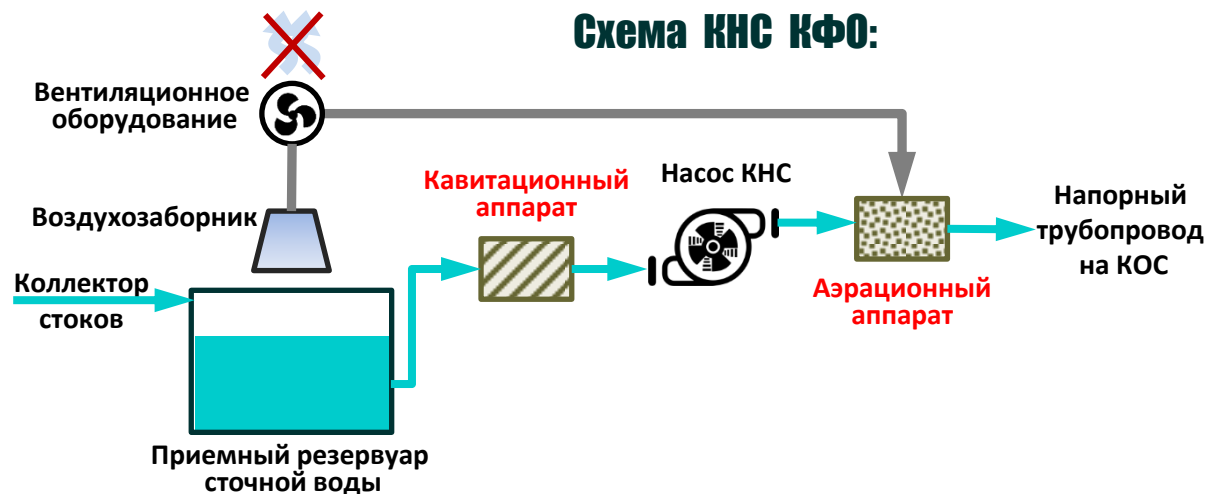 Схема КНС КФО:
Вентиляционное
оборудование
Воздухозаборник
Коллектор
стоков
Приемный резервуар
сточной воды
Кавитационный
аппарат
Насос КНС
Аэрационный
аппарат
Напорный
трубопровод
на КОС